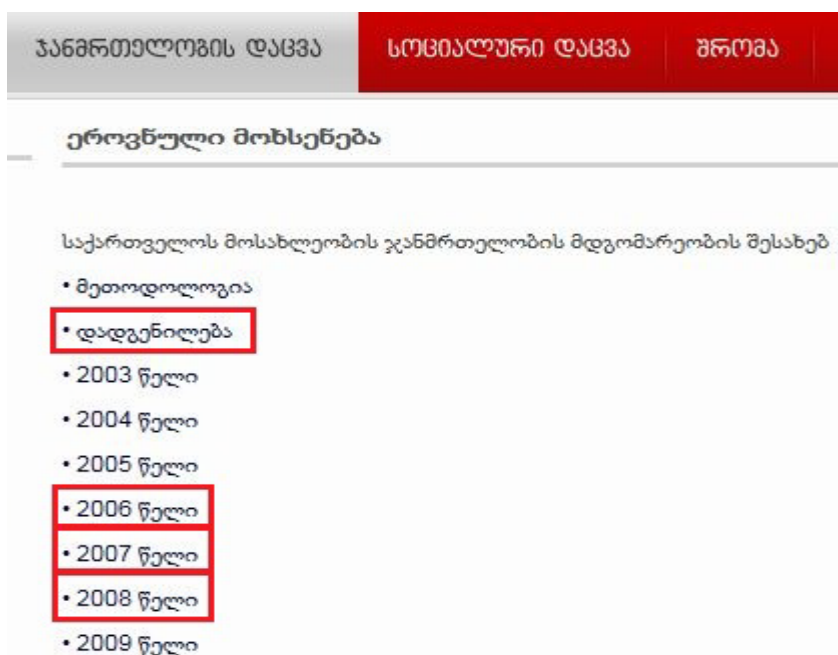 ჯანმრთელობის დაცვა სოციალური დაცვა შრომა
ეროვნული მოხსენება
საქართველოს მოსახლეობის ჯანმრთელობის მდგომარეობის შესახებ
• მეთოდოლოგია
• დადგენილება
• 2003 წელი
• 2004 წელი
• 2005 წელი
• 2006 წელი
• 2007 წელი
• 2008 წელი
• 2009 წელი